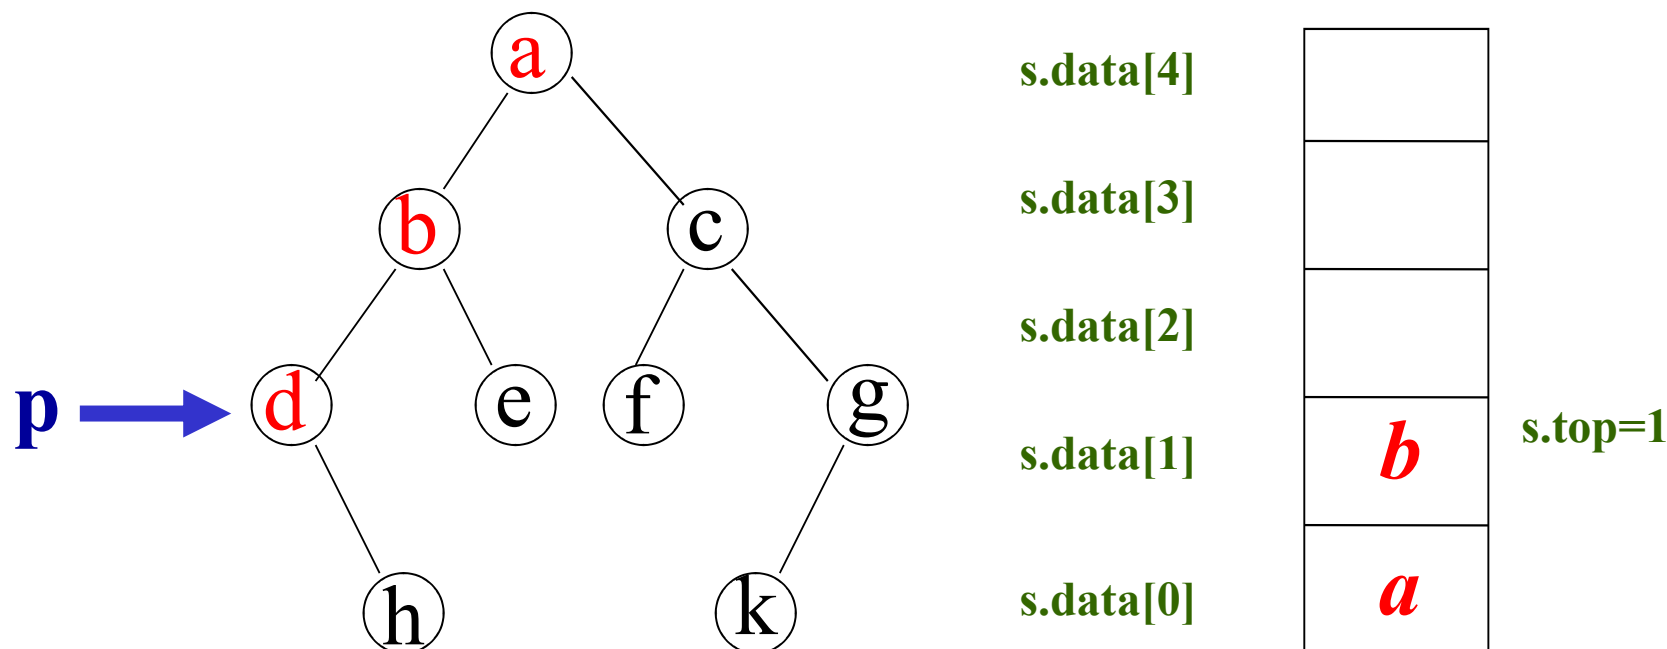 a
s.data[4]
b
c
s.data[3]
s.data[2]
p
d
e
f
g
s.data[1]
b
s.top=1
h
k
s.data[0]
a